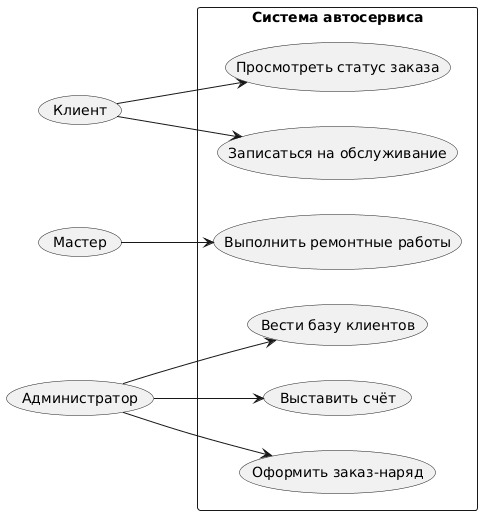 Система автосервиса
Просмотреть статус заказа
Клиент
Записаться на обслуживание
Мастер
Выполнить ремонтные работы
Вести базу клиентов
Администратор
Выставить счёт
Оформить заказ-наряд